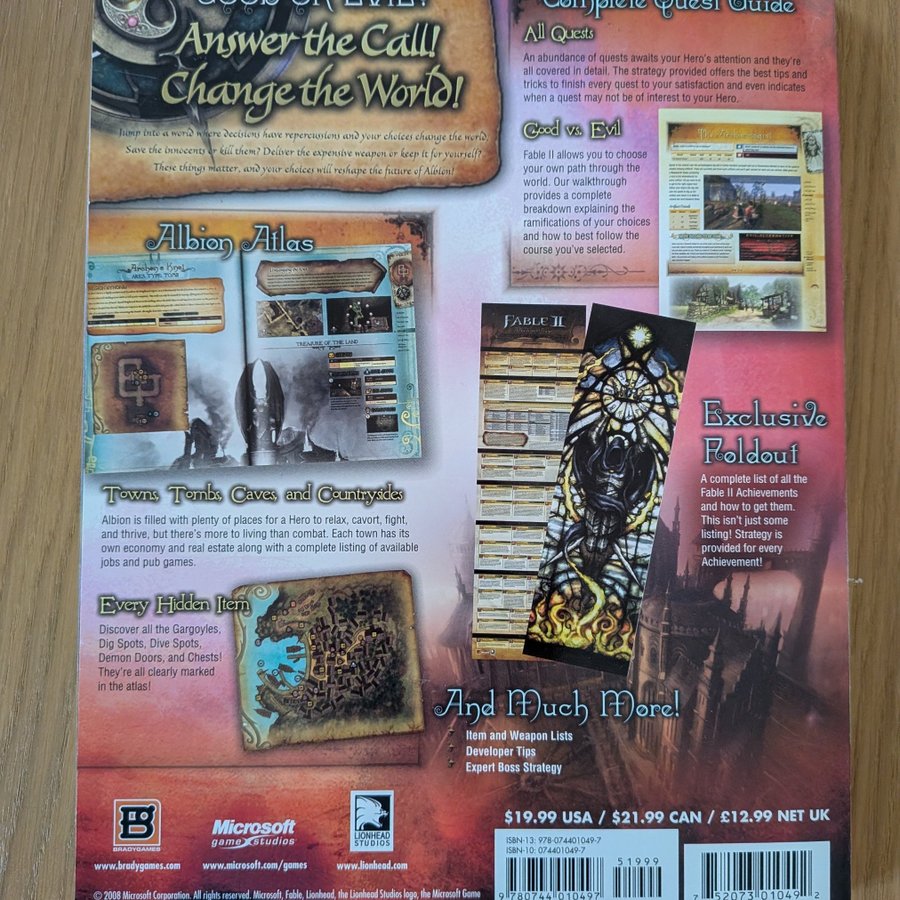 GOOD OR EVIL?
Answer the Call!
Change the World!
Jump into a world where decisions have repercussions and your choices change the world.
Save the innocents or kill them? Deliver the expensive weapon or keep it for yourself?
These things matter, and your choices will reshape the future of Albion!
Albion Atlas
TREASURE OF THE LAND
Towns, Tombs, Caves, and Countrysides
Albion is filled with plenty of places for a Hero to relax, cavort, fight,
and thrive, but there's more to living than combat. Each town has its
own economy and real estate along with a complete listing of available
jobs and pub games.
Every Hidden Item
Discover all the Gargoyles,
Dig Spots, Dive Spots,
Demon Doors, and Chests!
They're all clearly marked
in the atlas!
Complete Quest Guide
All Quests
An abundance of quests awaits your Hero's attention and they're
all covered in detail. The strategy provided offers the best tips and
tricks to finish every quest to your satisfaction and even indicates
when a quest may not be of interest to your Hero.
Good vs. Evil
Fable II allows you to choose
your own path through the
world. Our walkthrough
provides a complete
breakdown explaining the
ramifications of your choices
and how to best follow the
course you've selected.
FABLE II
Exclusive
Foldout
A complete list of all the
Fable II Achievements
and how to get them.
This isn't just some
listing! Strategy is
provided for every
Achievement!
And Much More!
Item and Weapon Lists
Developer Tips
Expert Boss Strategy
BRADYGAMES
www.bradygames.com
Microsoft
game studios
www.microsoft.com/games
LIONHEAD
STUDIOS
www.lionhead.com
$19.99 USA / $21.99 CAN / £12.99 NET UK
ISBN-13: 978-074401049-7
ISBN-10: 074401049-7
51999
9 780744 010497
7 52073 01049 2
© 2008 Microsoft Corporation. All rights reserved. Microsoft, Fable, Lionhead, the Lionhead Studios logo, the Microsoft Game